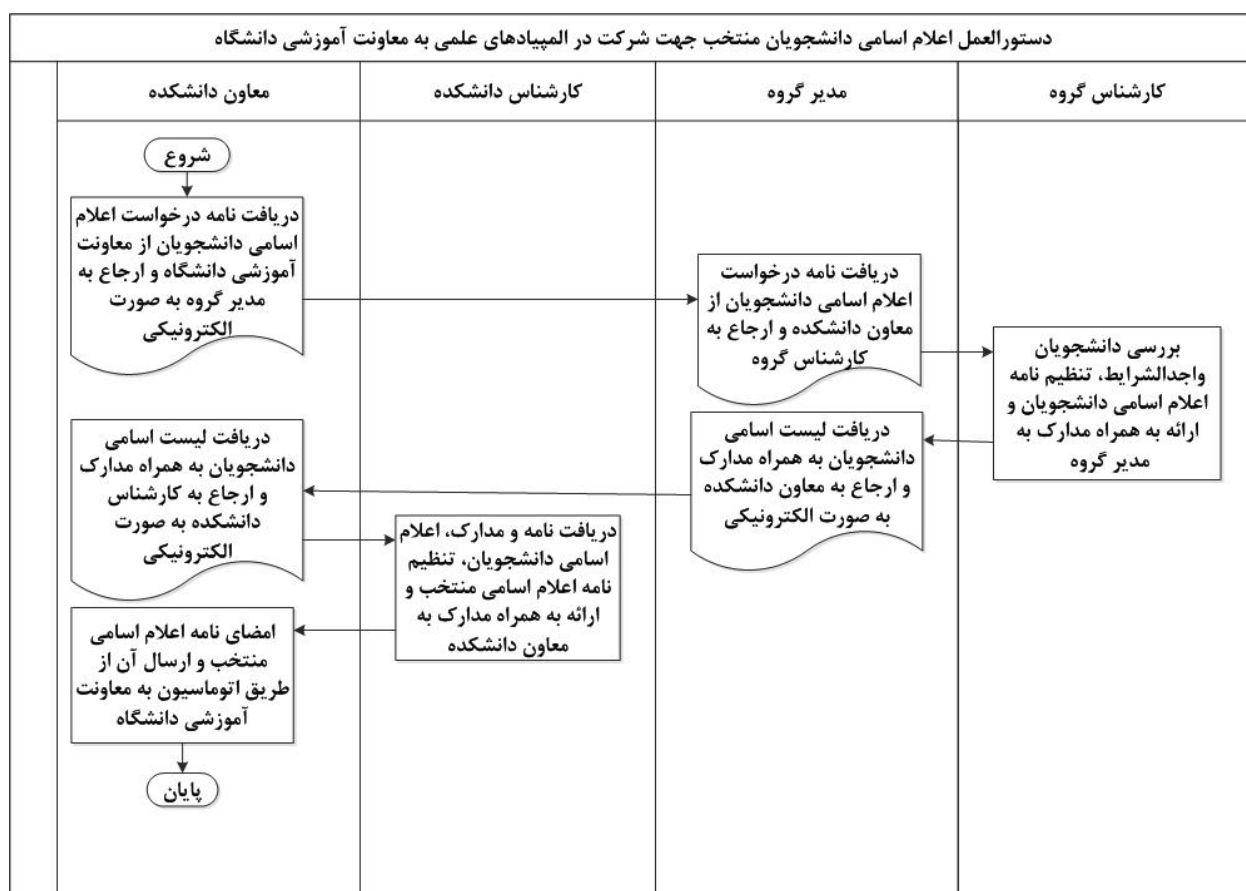 دستورالعمل اعلام اسامی دانشجویان منتخب جهت شرکت در المپیادهای علمی به معاونت آموزشی دانشگاه
کارشناس گروه
مدیر گروه
کارشناس دانشکده
معاون دانشکده
شروع
دریافت نامه درخواست اعلام
اسامی دانشجویان از معاونت
آموزشی دانشگاه و ارجاع به
مدیر گروه به صورت
الکترونیکی
دریافت نامه درخواست
اعلام اسامی دانشجویان از
معاون دانشکده و ارجاع به
کارشناس گروه
بررسی دانشجویان
واجدالشرایط، تنظیم نامه
اعلام اسامی دانشجویان و
ارائه به همراه مدارک به
مدیر گروه
دریافت لیست اسامی
دانشجویان به همراه مدارک
و ارجاع به معاون دانشکده
به صورت الکترونیکی
دریافت لیست اسامی
دانشجویان به همراه مدارک
و ارجاع به کارشناس
دانشکده به صورت
الکترونیکی
دریافت نامه و مدارک، اعلام
اسامی دانشجویان، تنظیم
نامه اعلام اسامی منتخب و
ارائه به همراه مدارک به
معاون دانشکده
امضای نامه اعلام اسامی
منتخب و ارسال آن از
طریق اتوماسیون به معاونت
آموزشی دانشگاه
پایان